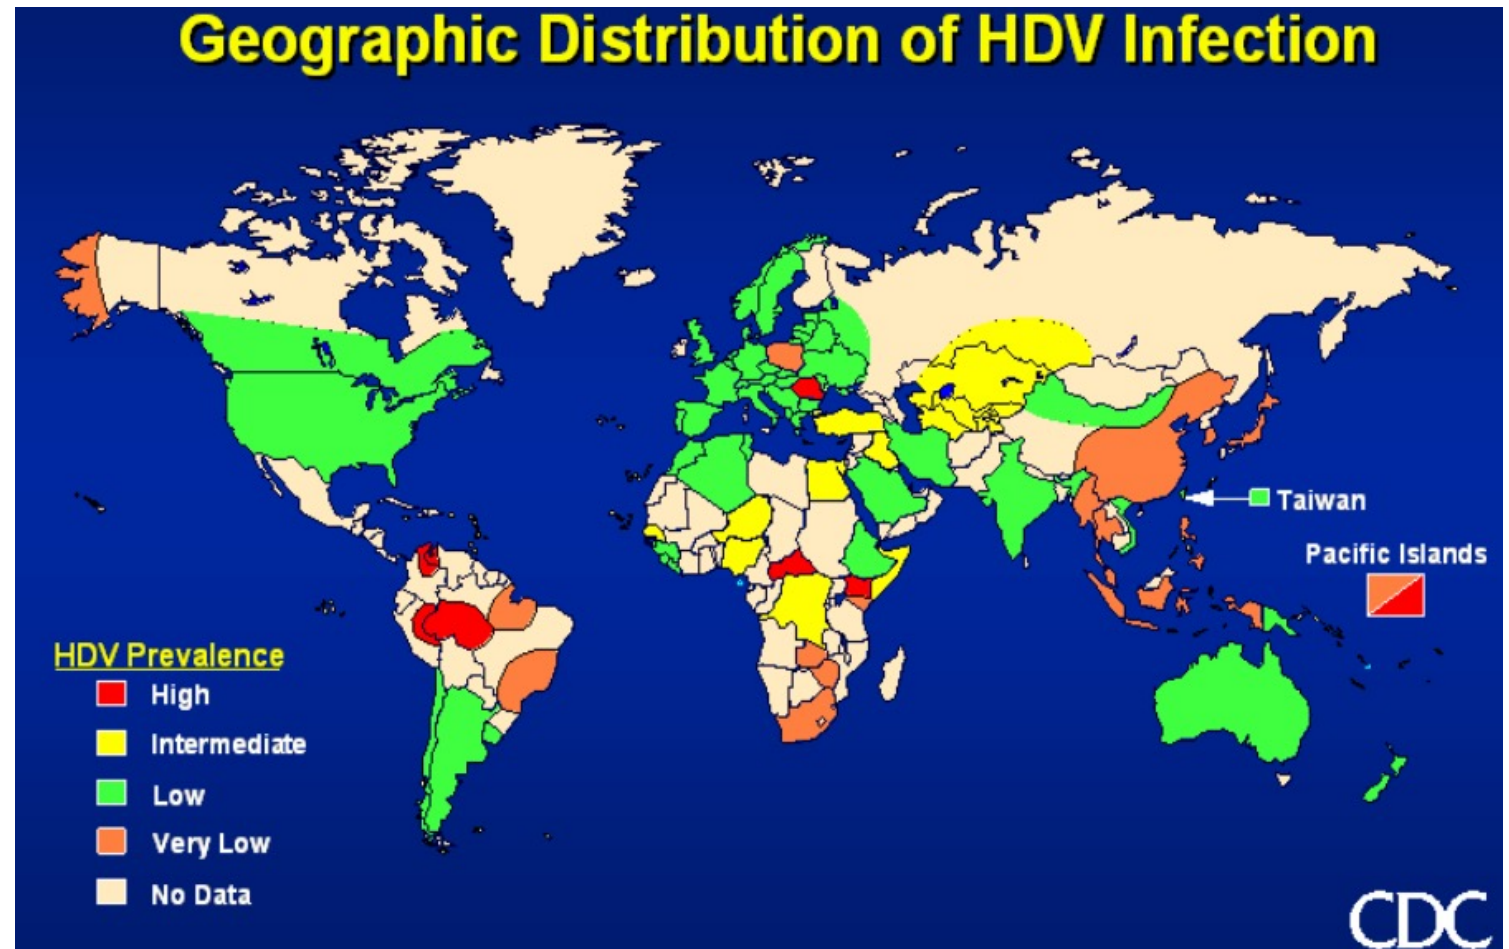 Geographic Distribution of HDV Infection
Taiwan
Pacific Islands
HDV Prevalence
High
Intermediate
Low
Very Low
No Data
CDC